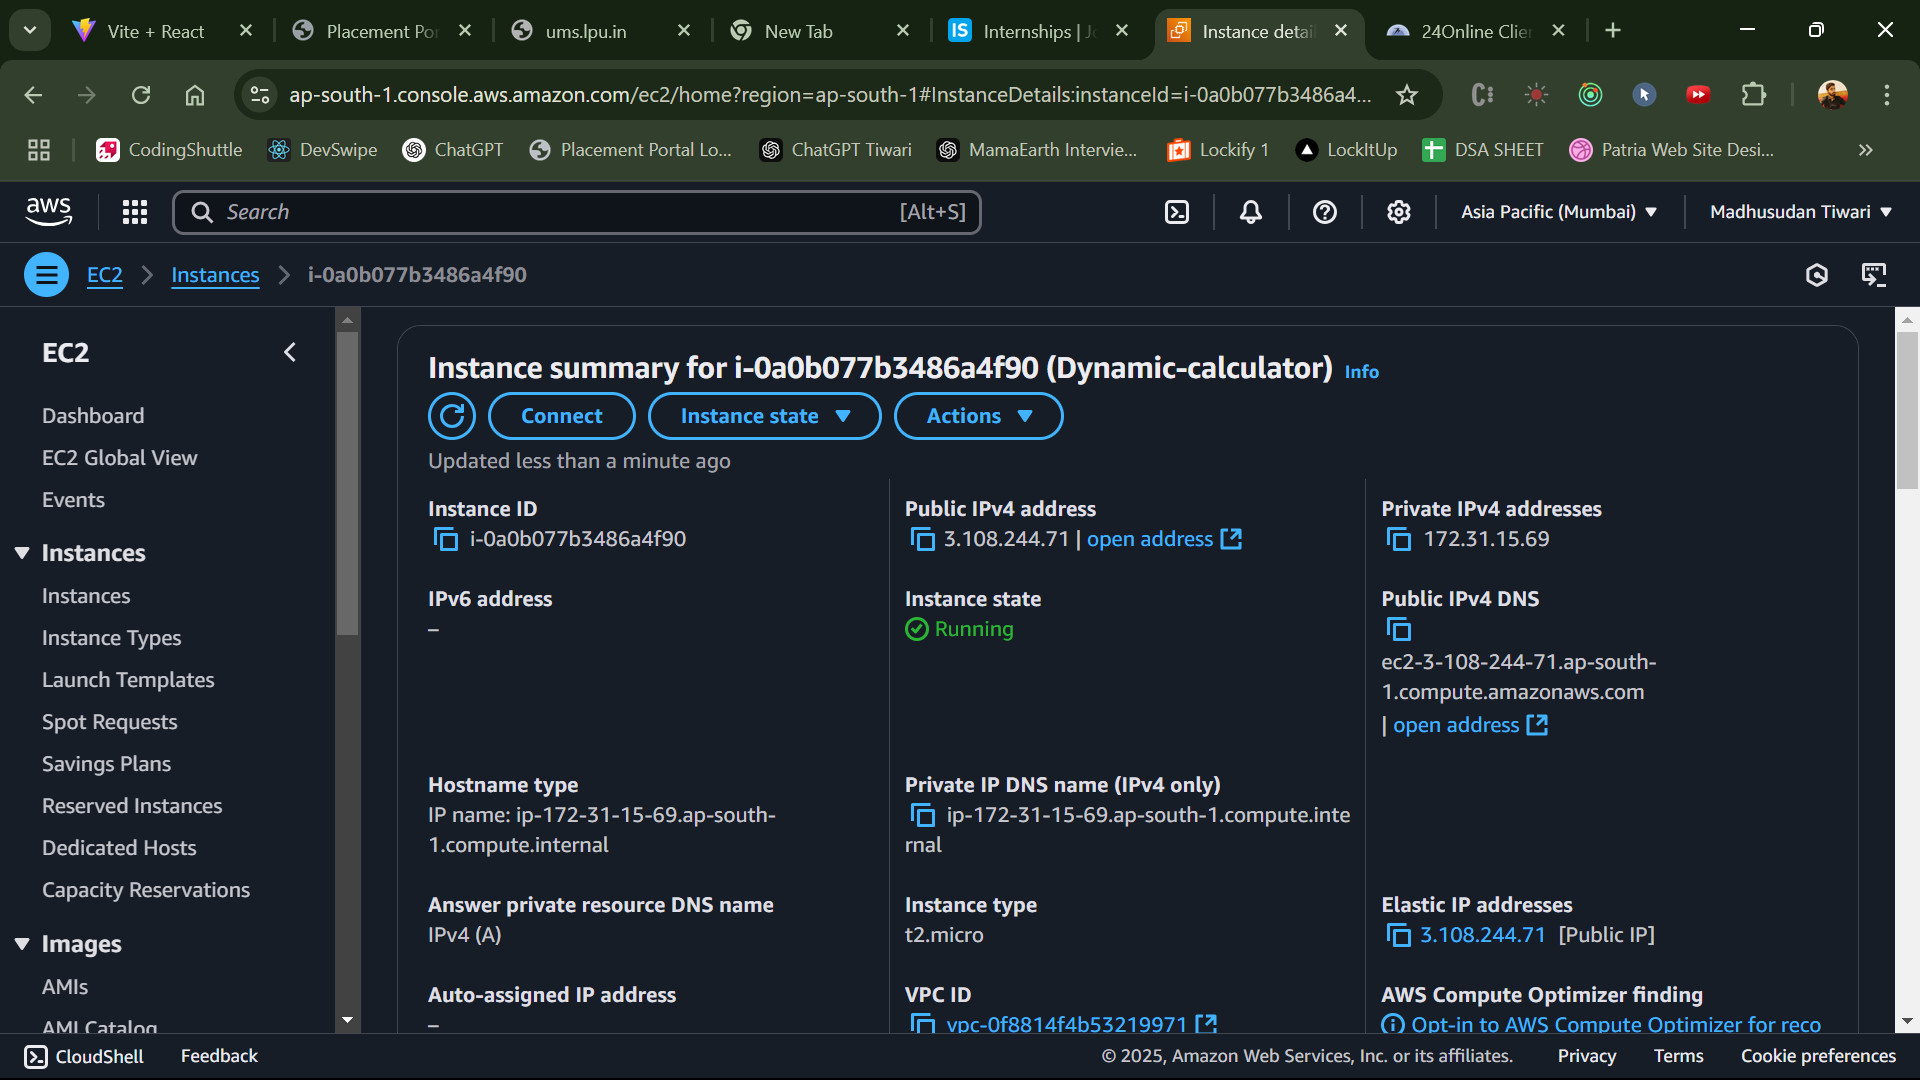 Vite + React
Placement Por
ums.lpu.in
New Tab
Internships | J
Instance detai
24Online Clien
ap-south-1.console.aws.amazon.com/ec2/home?region=ap-south-1#InstanceDetails:instanceId=i-0a0b077b3486a4...
CodingShuttle
DevSwipe
ChatGPT
Placement Portal Lo...
ChatGPT Tiwari
MamaEarth Intervie...
Lockify 1
LockItUp
DSA SHEET
Patria Web Site Desi...
aws
Search
[Alt+S]
Asia Pacific (Mumbai)
Madhusudan Tiwari
EC2
Instances
i-0a0b077b3486a4f90
EC2
Dashboard
EC2 Global View
Events
Instances
Instances
Instance Types
Launch Templates
Spot Requests
Savings Plans
Reserved Instances
Dedicated Hosts
Capacity Reservations
Images
AMIs
AMI Catalog
Instance summary for i-0a0b077b3486a4f90 (Dynamic-calculator) Info
Connect
Instance state
Actions
Updated less than a minute ago
Instance ID
i-0a0b077b3486a4f90
Public IPv4 address
3.108.244.71 | open address
Private IPv4 addresses
172.31.15.69
IPv6 address
–
Instance state
Running
Public IPv4 DNS
ec2-3-108-244-71.ap-south-
1.compute.amazonaws.com
| open address
Hostname type
IP name: ip-172-31-15-69.ap-south-
1.compute.internal
Private IP DNS name (IPv4 only)
ip-172-31-15-69.ap-south-1.compute.inte
rnal
Answer private resource DNS name
IPv4 (A)
Instance type
t2.micro
Elastic IP addresses
3.108.244.71 [Public IP]
Auto-assigned IP address
–
VPC ID
vpc-0f8814f4b53219971
AWS Compute Optimizer finding
Opt-in to AWS Compute Optimizer for reco
CloudShell
Feedback
© 2025, Amazon Web Services, Inc. or its affiliates.
Privacy
Terms
Cookie preferences